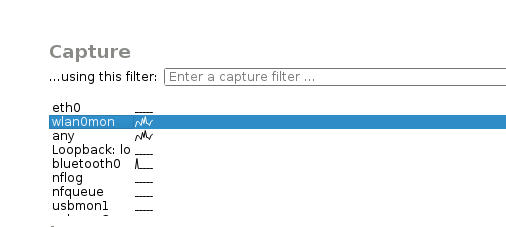 Capture
...using this filter: Enter a capture filter ...
eth0
wlan0mon
any
Loopback: lo
bluetooth0
nflog
nfqueue
usbmon1